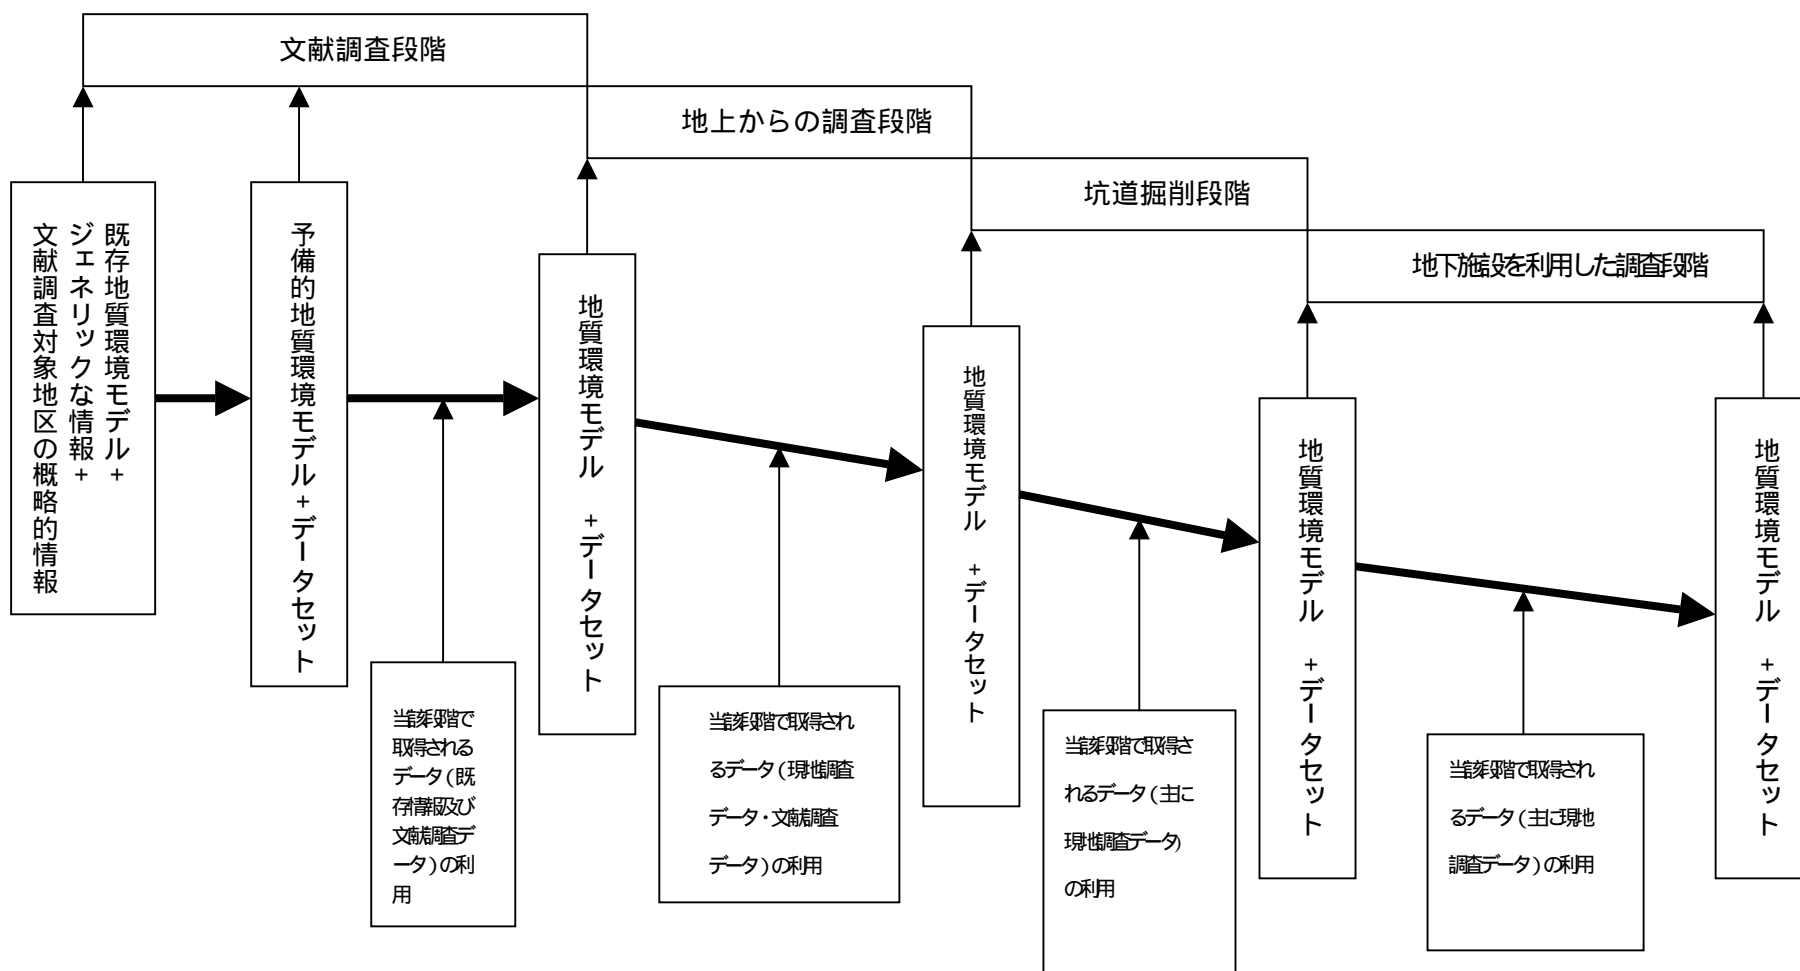 文献調査段階
地上からの調査段階
坑道掘削段階
地下施設を利用した調査段階
既存地質環境モデル+
ジェネリックな情報+
文献調査対象地区の概略的情報
予備的地質環境モデル+データセット
地質環境モデル +データセット
地質環境モデル +データセット
地質環境モデル +データセット
地質環境モデル +データセット
当該段階で
取得される
データ(既
存情報及び
文献調査デ
ータ)の利
用
当該段階で取得され
るデータ(現地調査
データ・文献調査
データ)の利用
当該段階で取得さ
れるデータ(主に
現地調査データ)
の利用
当該段階で取得され
るデータ(主に現地
調査データ)の利用